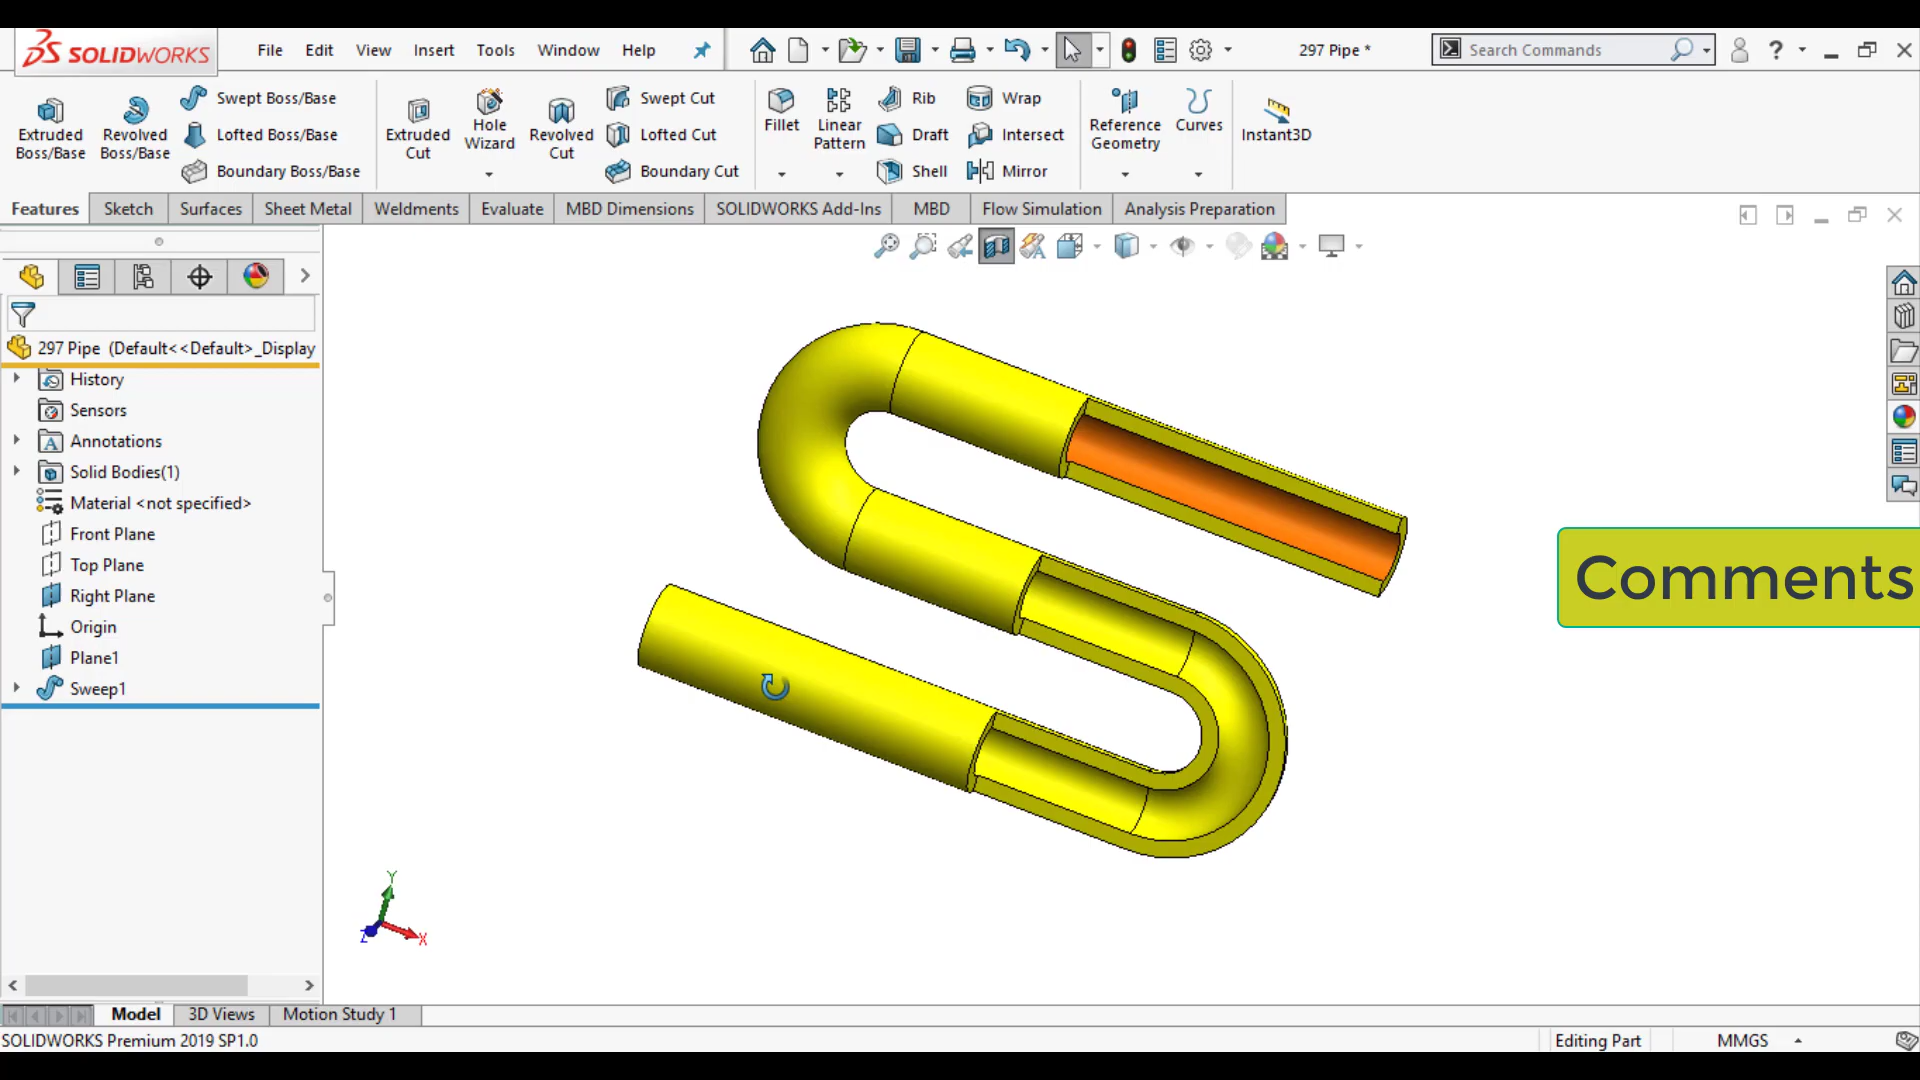 SOLIDWORKS File Edit View Insert Tools Window Help 297 Pipe * Search Commands ?
Extruded Boss/Base
Revolved Boss/Base
Swept Boss/Base
Lofted Boss/Base
Boundary Boss/Base
Extruded Cut
Hole Wizard
Revolved Cut
Swept Cut
Lofted Cut
Boundary Cut
Fillet
Linear Pattern
Rib
Draft
Shell
Wrap
Intersect
Mirror
Reference Geometry
Curves
Instant3D
Features Sketch Surfaces Sheet Metal Weldments Evaluate MBD Dimensions SOLIDWORKS Add-Ins MBD Flow Simulation Analysis Preparation
297 Pipe (Default<<Default>_Display
History
Sensors
Annotations
Solid Bodies(1)
Material <not specified>
Front Plane
Top Plane
Right Plane
Origin
Plane1
Sweep1
Comments
Y
Z
X
Model 3D Views Motion Study 1
SOLIDWORKS Premium 2019 SP1.0 Editing Part MMGS